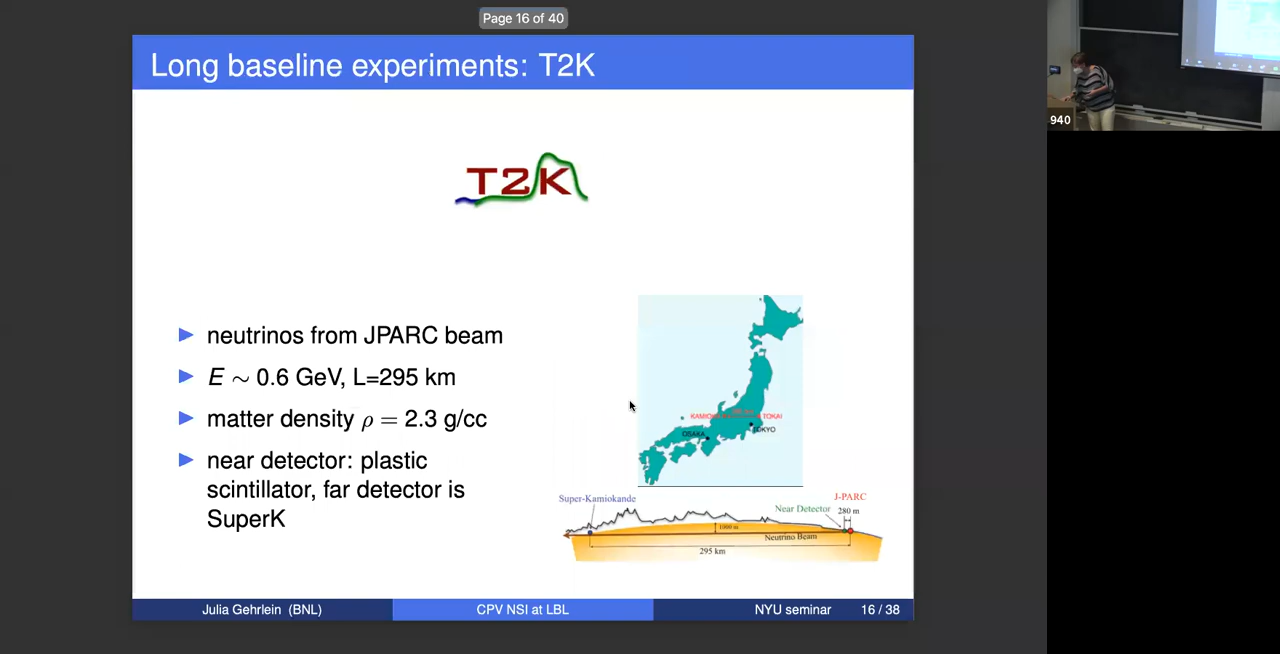 Page 16 of 40
Long baseline experiments: T2K
T2K
neutrinos from JPARC beam
E ∼ 0.6 GeV, L=295 km
matter density ρ = 2.3 g/cc
near detector: plastic
scintillator, far detector is
SuperK
TOKAI
OSAKA
TOKYO
Super-Kamiokande
J-PARC
Near Detector
280 m
1000 m
Neutrino Beam
295 km
Julia Gehrlein (BNL)
CPV NSI at LBL
NYU seminar
16 / 38
940